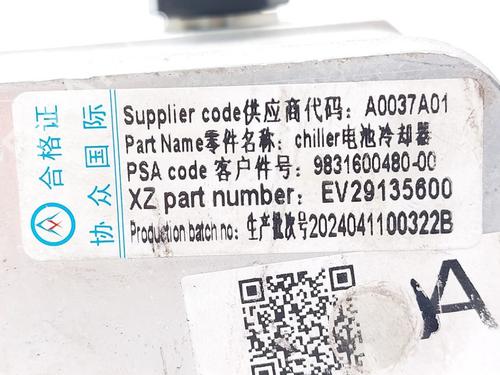 合格证
协众国际
Supplier code供应商代码: A0037A01
Part Name零件名称: chiller电池冷却器
PSA code 客户件号: 9831600480-00
XZ part number: EV29135600
Production batch no: 生产批次号2024041100322B
A